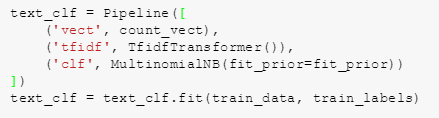 text_clf = Pipeline([
    ('vect', count_vect),
    ('tfidf', TfidfTransformer()),
    ('clf', MultinomialNB(fit_prior=fit_prior))
])
text_clf = text_clf.fit(train_data, train_labels)